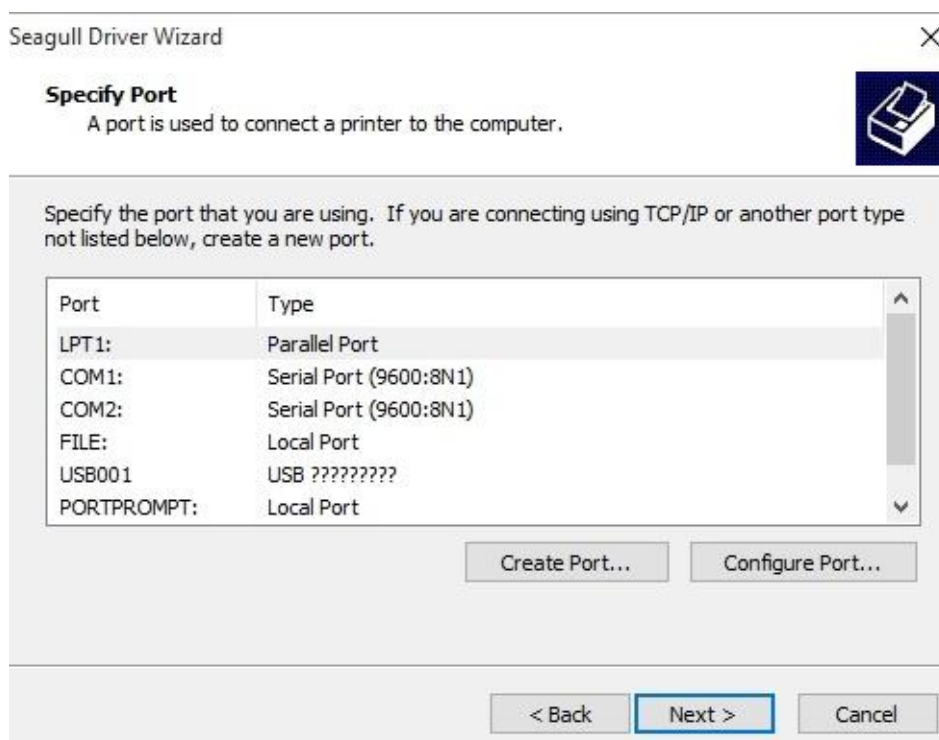 Seagull Driver Wizard
Specify Port
A port is used to connect a printer to the computer.
Specify the port that you are using.  If you are connecting using TCP/IP or another port type
not listed below, create a new port.
Port Type
LPT1: Parallel Port
COM1: Serial Port (9600:8N1)
COM2: Serial Port (9600:8N1)
FILE: Local Port
USB001 USB ?????????
PORTPROMPT: Local Port
Create Port... Configure Port...
< Back Next > Cancel